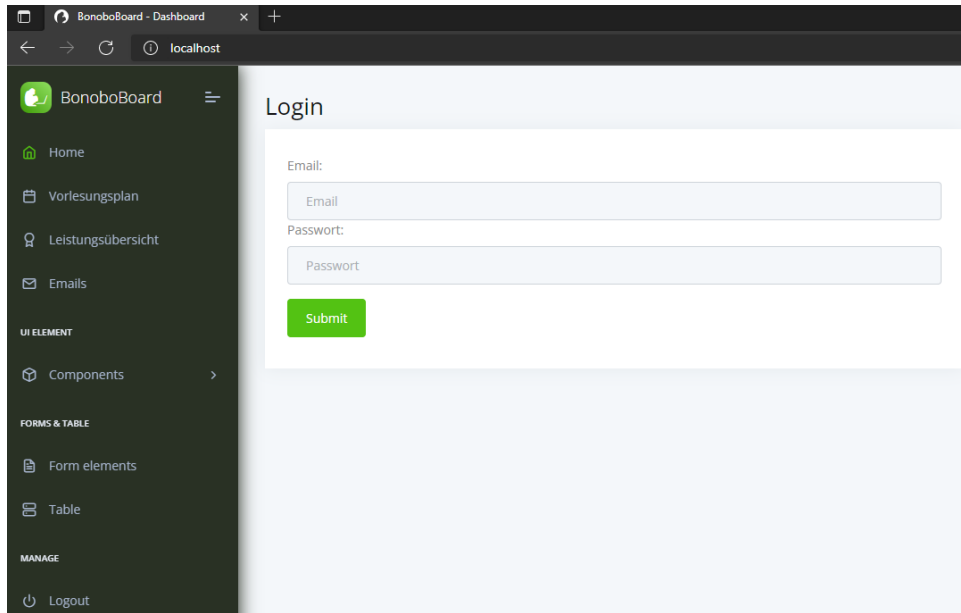 BonoboBoard - Dashboard
localhost
BonoboBoard
Home
Vorlesungsplan
Leistungsübersicht
Emails
UI ELEMENT
Components
FORMS & TABLE
Form elements
Table
MANAGE
Logout
Login
Email:
Email
Passwort:
Passwort
Submit